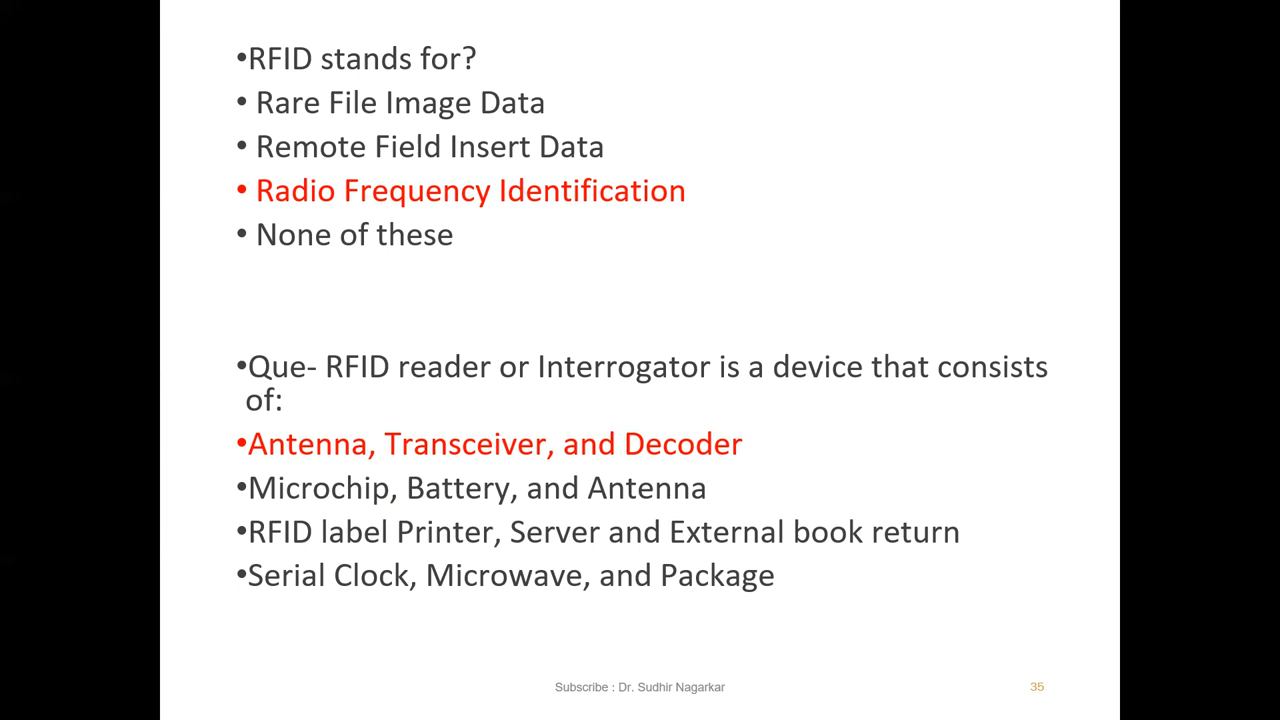 •RFID stands for?
• Rare File Image Data
• Remote Field Insert Data
• Radio Frequency Identification
• None of these
•Que- RFID reader or Interrogator is a device that consists
of:
•Antenna, Transceiver, and Decoder
•Microchip, Battery, and Antenna
•RFID label Printer, Server and External book return
•Serial Clock, Microwave, and Package
Subscribe : Dr. Sudhir Nagarkar
35